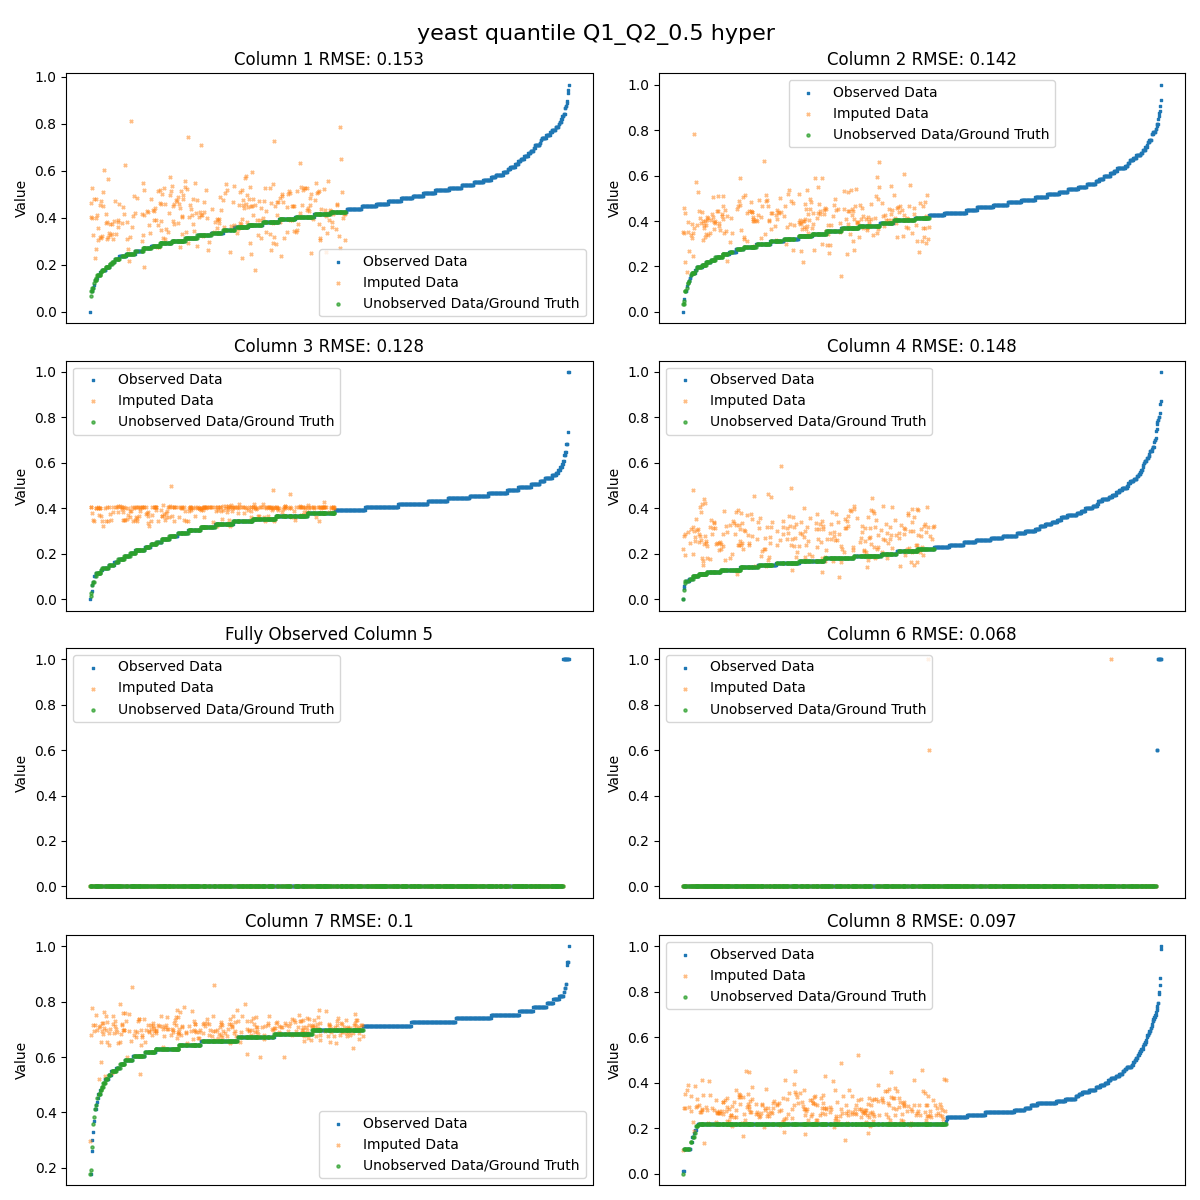 yeast quantile Q1_Q2_0.5 hyper
Column 1 RMSE: 0.153
Value
1.0
0.8
0.6
0.4
0.2
0.0
Observed Data
Imputed Data
Unobserved Data/Ground Truth
Column 2 RMSE: 0.142
Value
1.0
0.8
0.6
0.4
0.2
0.0
Observed Data
Imputed Data
Unobserved Data/Ground Truth
Column 3 RMSE: 0.128
Value
1.0
0.8
0.6
0.4
0.2
0.0
Observed Data
Imputed Data
Unobserved Data/Ground Truth
Column 4 RMSE: 0.148
Value
1.0
0.8
0.6
0.4
0.2
0.0
Observed Data
Imputed Data
Unobserved Data/Ground Truth
Fully Observed Column 5
Value
1.0
0.8
0.6
0.4
0.2
0.0
Observed Data
Imputed Data
Unobserved Data/Ground Truth
Column 6 RMSE: 0.068
Value
1.0
0.8
0.6
0.4
0.2
0.0
Observed Data
Imputed Data
Unobserved Data/Ground Truth
Column 7 RMSE: 0.1
Value
1.0
0.8
0.6
0.4
0.2
Observed Data
Imputed Data
Unobserved Data/Ground Truth
Column 8 RMSE: 0.097
Value
1.0
0.8
0.6
0.4
0.2
0.0
Observed Data
Imputed Data
Unobserved Data/Ground Truth